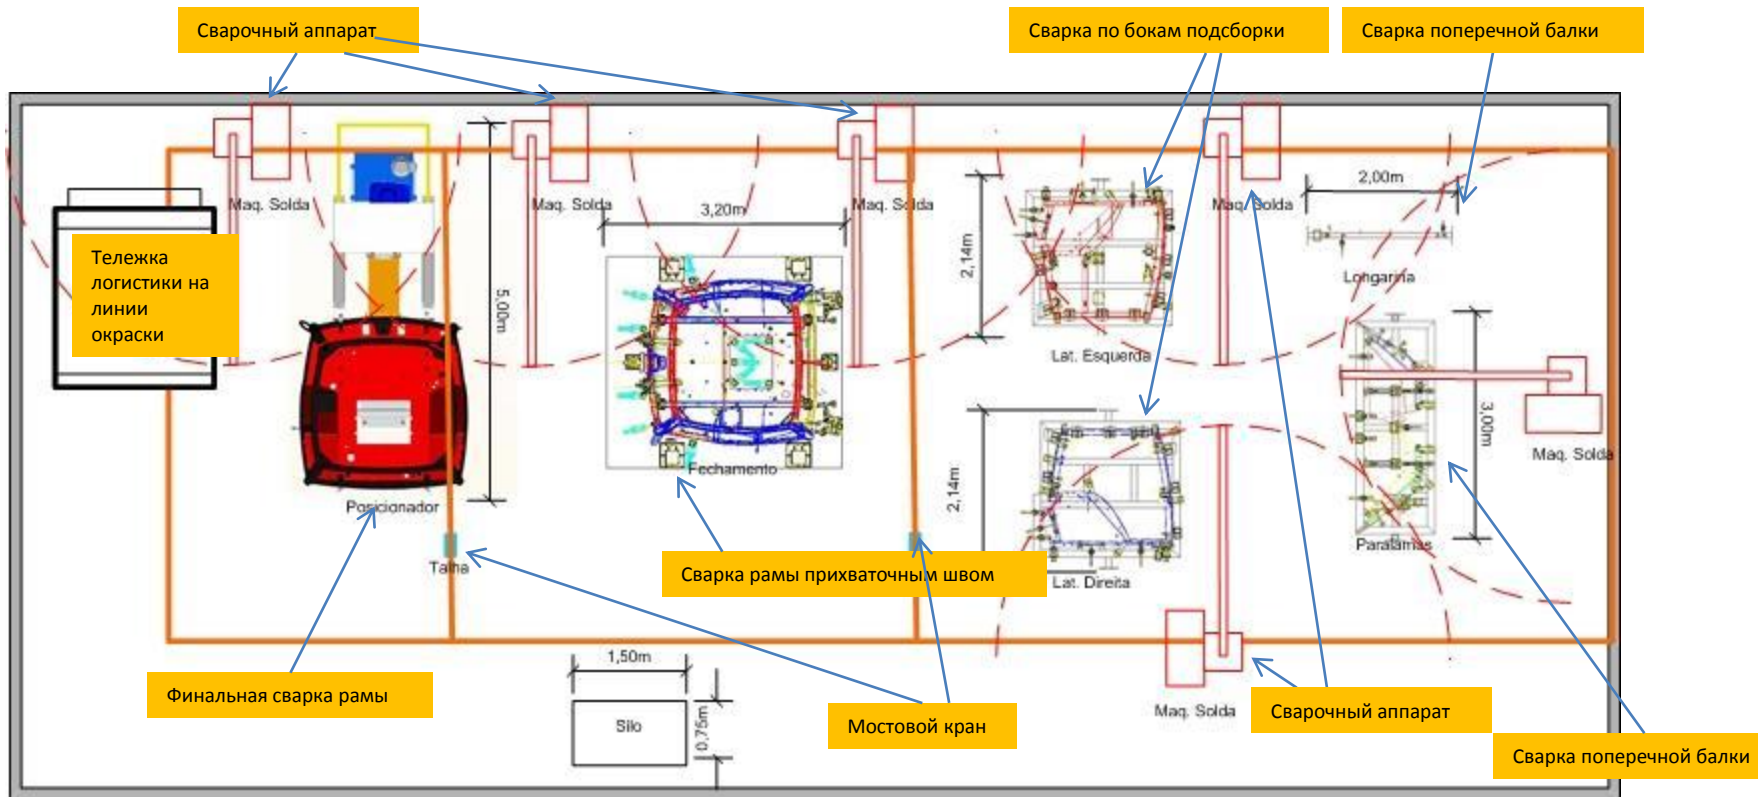 Сварочный аппарат
Сварка по бокам подсборки
Сварка поперечной балки
Maq. Solda
Maq. Solda
Maq. Solda
Maq. Solda
2,00m
3,20m
2,14m
5,00m
Тележка
логистики на
линии
окраски
Longarina
Lat. Esquerda
3,00m
Maq. Solda
Fechamento
2,14m
Posicionador
Paralamas
Talha
Сварка рамы прихваточным швом
Lat. Direita
1,50m
Финальная сварка рамы
Silo
0,75m
Мостовой кран
Maq. Solda
Сварочный аппарат
Сварка поперечной балки